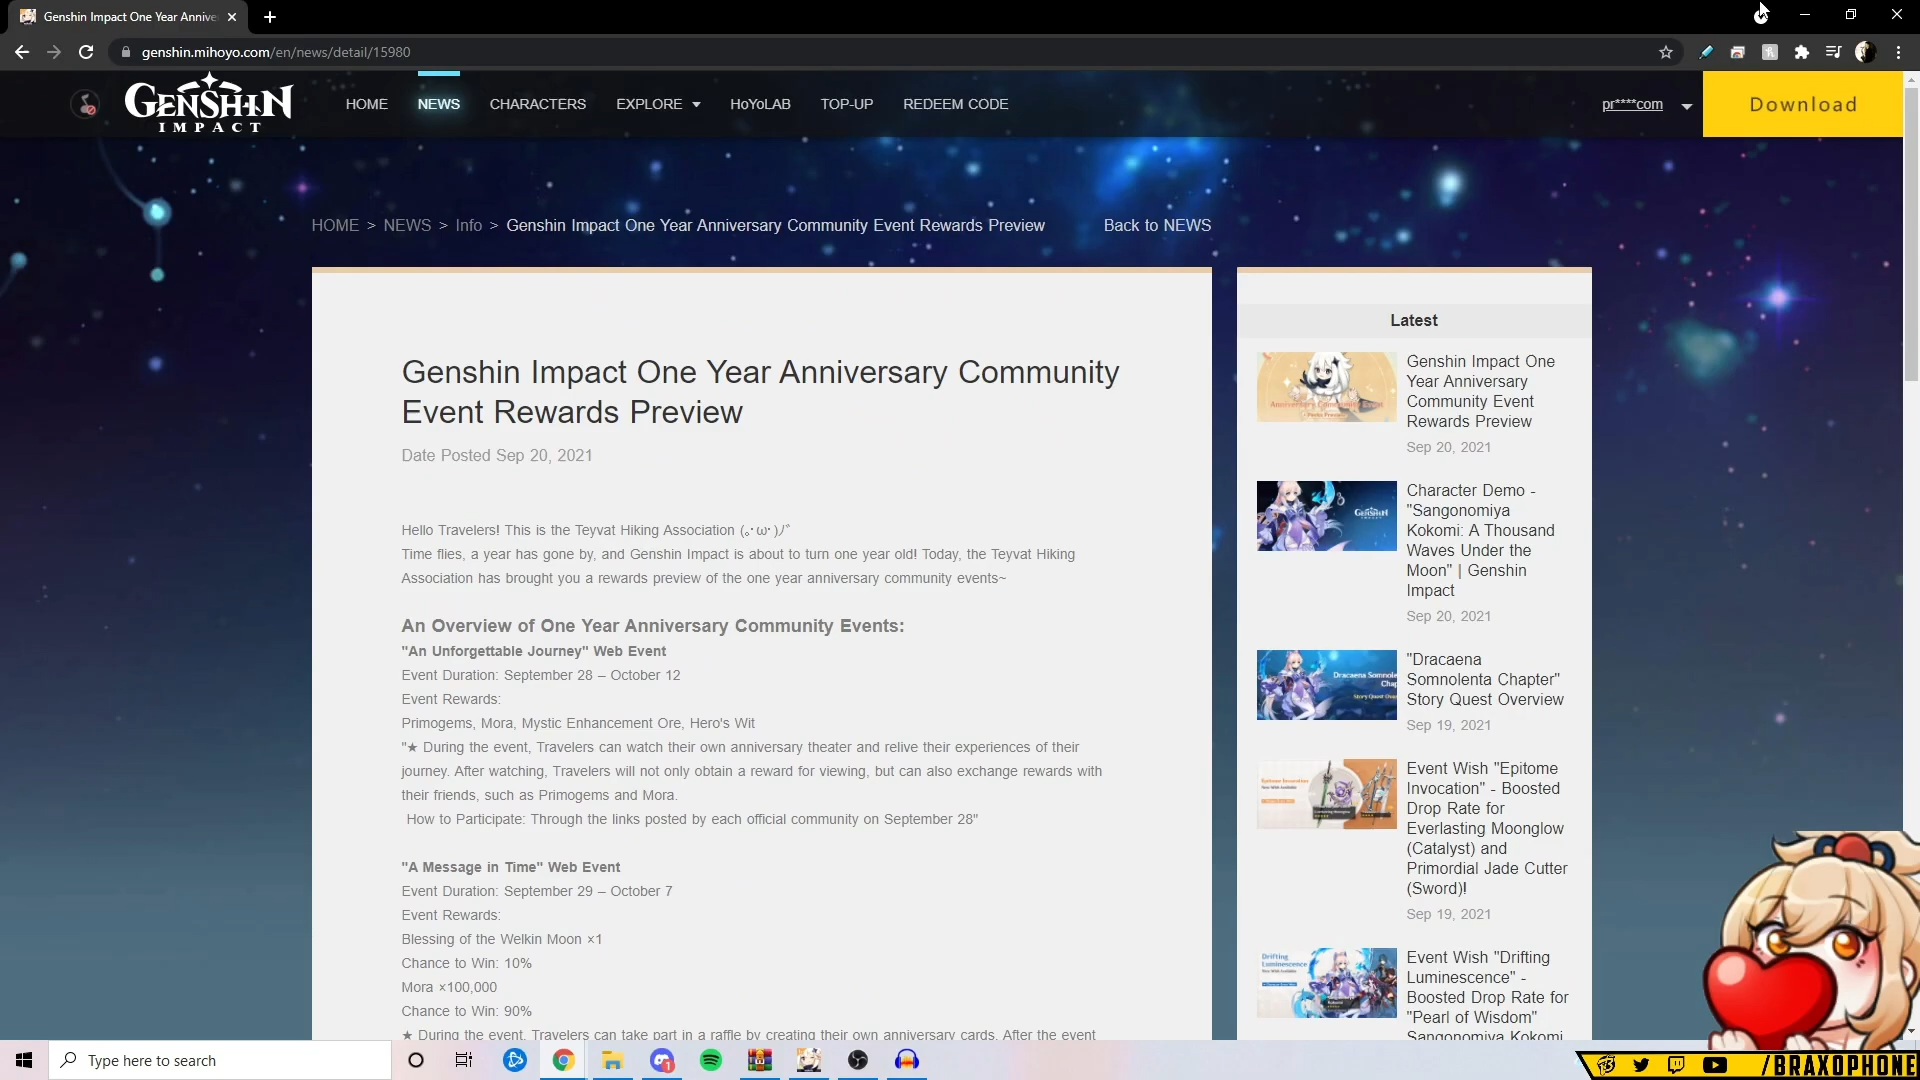 Genshin Impact One Year Annive
genshin.mihoyo.com/en/news/detail/15980
GENSHIN IMPACT
HOME
NEWS
CHARACTERS
EXPLORE
HoYoLAB
TOP-UP
REDEEM CODE
pr****com
Download
HOME > NEWS > Info > Genshin Impact One Year Anniversary Community Event Rewards Preview
Back to NEWS
Genshin Impact One Year Anniversary Community
Event Rewards Preview
Date Posted Sep 20, 2021
Hello Travelers! This is the Teyvat Hiking Association (｡･ω･)ﾉﾞ
Time flies, a year has gone by, and Genshin Impact is about to turn one year old! Today, the Teyvat Hiking
Association has brought you a rewards preview of the one year anniversary community events~
An Overview of One Year Anniversary Community Events:
"An Unforgettable Journey" Web Event
Event Duration: September 28 – October 12
Event Rewards:
Primogems, Mora, Mystic Enhancement Ore, Hero's Wit
"★ During the event, Travelers can watch their own anniversary theater and relive their experiences of their
journey. After watching, Travelers will not only obtain a reward for viewing, but can also exchange rewards with
their friends, such as Primogems and Mora.
How to Participate: Through the links posted by each official community on September 28"
"A Message in Time" Web Event
Event Duration: September 29 – October 7
Event Rewards:
Blessing of the Welkin Moon ×1
Chance to Win: 10%
Mora ×100,000
Chance to Win: 90%
★ During the event, Travelers can take part in a raffle by creating their own anniversary cards. After the event
Latest
Genshin Impact One
Year Anniversary
Community Event
Rewards Preview
Sep 20, 2021
Character Demo -
"Sangonomiya
Kokomi: A Thousand
Waves Under the
Moon" | Genshin
Impact
Sep 20, 2021
Dracaena Somnole
Chap
Story Quest
"Dracaena
Somnolenta Chapter"
Story Quest Overview
Sep 19, 2021
Epitome
Invocation
Event Wish "Epitome
Invocation" - Boosted
Drop Rate for
Everlasting Moonglow
(Catalyst) and
Primordial Jade Cutter
(Sword)!
Sep 19, 2021
Drifting
Luminescence
Event Wish "Drifting
Luminescence" -
Boosted Drop Rate for
"Pearl of Wisdom"
Sangonomiya Kokomi
Type here to search
1
/BRAXOPHONE